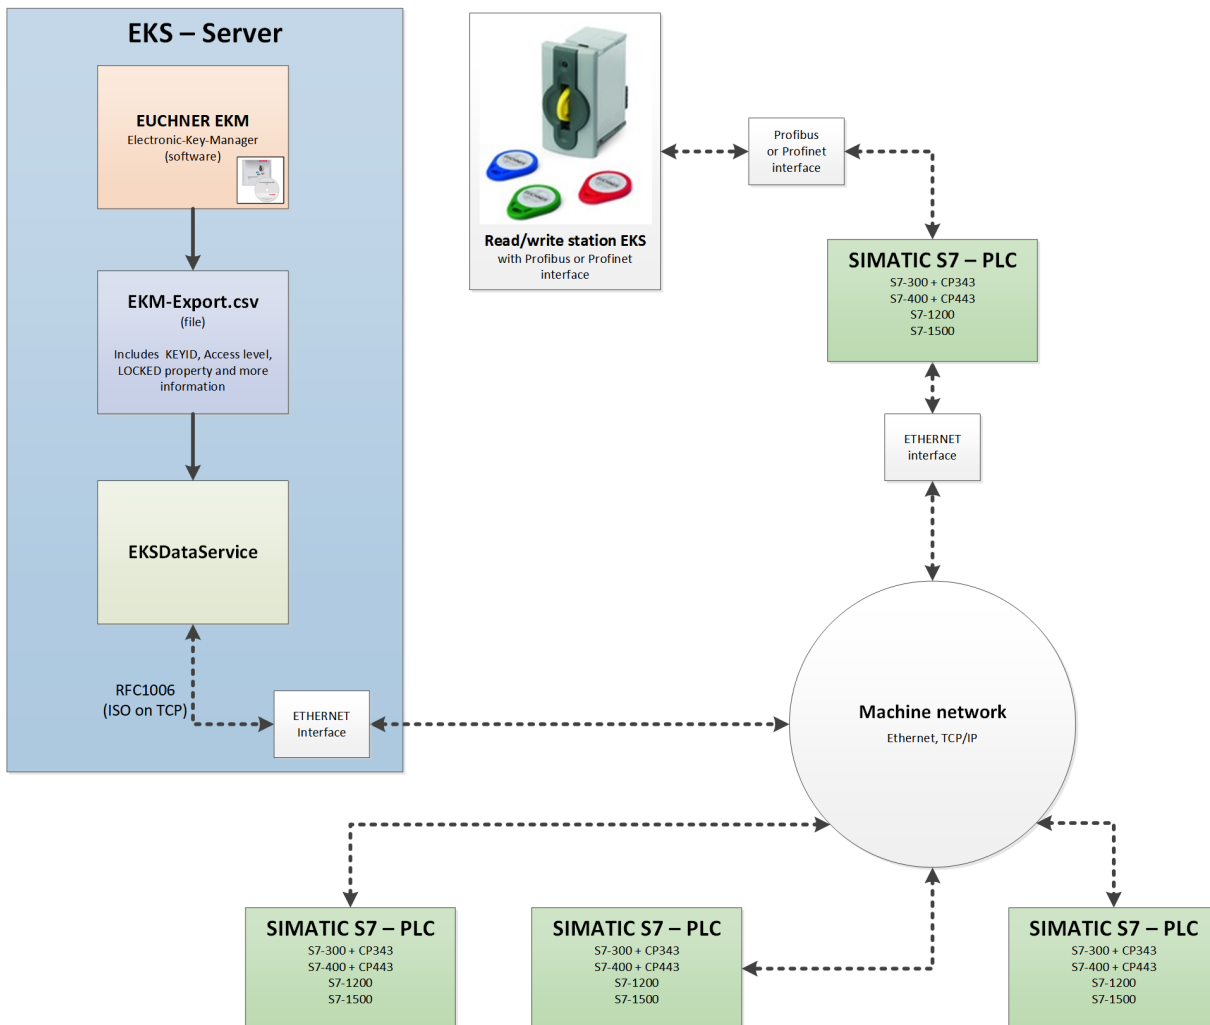 EKS – Server
EUCHNER EKM
Electronic-Key-Manager
(software)
EKM-Export.csv
(file)
Includes KEYID, Access level,
LOCKED property and more
information
EKSDataService
RFC1006
(ISO on TCP)
ETHERNET
Interface
EUCHNER
EUCHNER
EUCHNER
Read/write station EKS
with Profibus or Profinet
interface
Profibus
or Profinet
interface
SIMATIC S7 – PLC
S7-300 + CP343
S7-400 + CP443
S7-1200
S7-1500
ETHERNET
interface
Machine network
Ethernet, TCP/IP
SIMATIC S7 – PLC
S7-300 + CP343
S7-400 + CP443
S7-1200
S7-1500
SIMATIC S7 – PLC
S7-300 + CP343
S7-400 + CP443
S7-1200
S7-1500
SIMATIC S7 – PLC
S7-300 + CP343
S7-400 + CP443
S7-1200
S7-1500